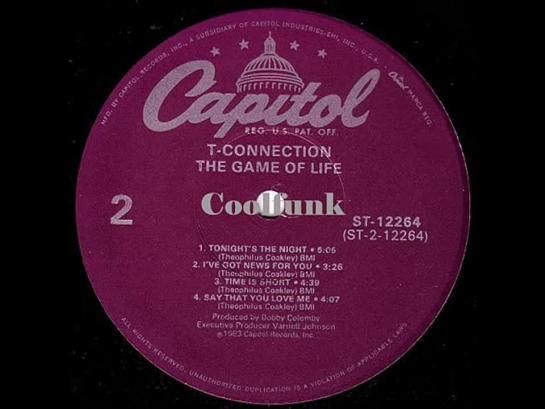 MFD. BY CAPITOL RECORDS, INC., A SUBSIDIARY OF CAPITOL INDUSTRIES-EMI, INC., U.S.A.
Capitol MARCA REG.
Capitol
REG. U.S. PAT. OFF.
T-CONNECTION
THE GAME OF LIFE
Coolfunk
2
ST-12264
(ST-2-12264)
1. TONIGHT'S THE NIGHT • 5:06
(Theophilus Coakley) BMI
2. I'VE GOT NEWS FOR YOU • 3:26
(Theophilus Coakley) BMI
3. TIME IS SHORT • 4:39
(Theophilus Coakley) BMI
4. SAY THAT YOU LOVE ME • 4:07
(Theophilus Coakley) BMI
Produced by Bobby Colomby
Executive Producer Varnell Johnson
℗1983 Capitol Records, Inc.
ALL RIGHTS RESERVED. UNAUTHORIZED DUPLICATION IS A VIOLATION OF APPLICABLE LAWS